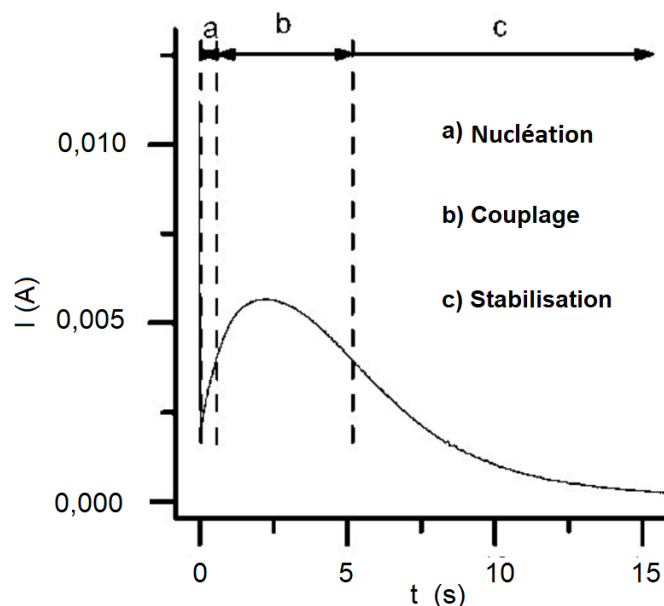 a b c
0,010
a) Nucléation
b) Couplage
I (A)
0,005
c) Stabilisation
0,000
0 5 10 15
t (s)